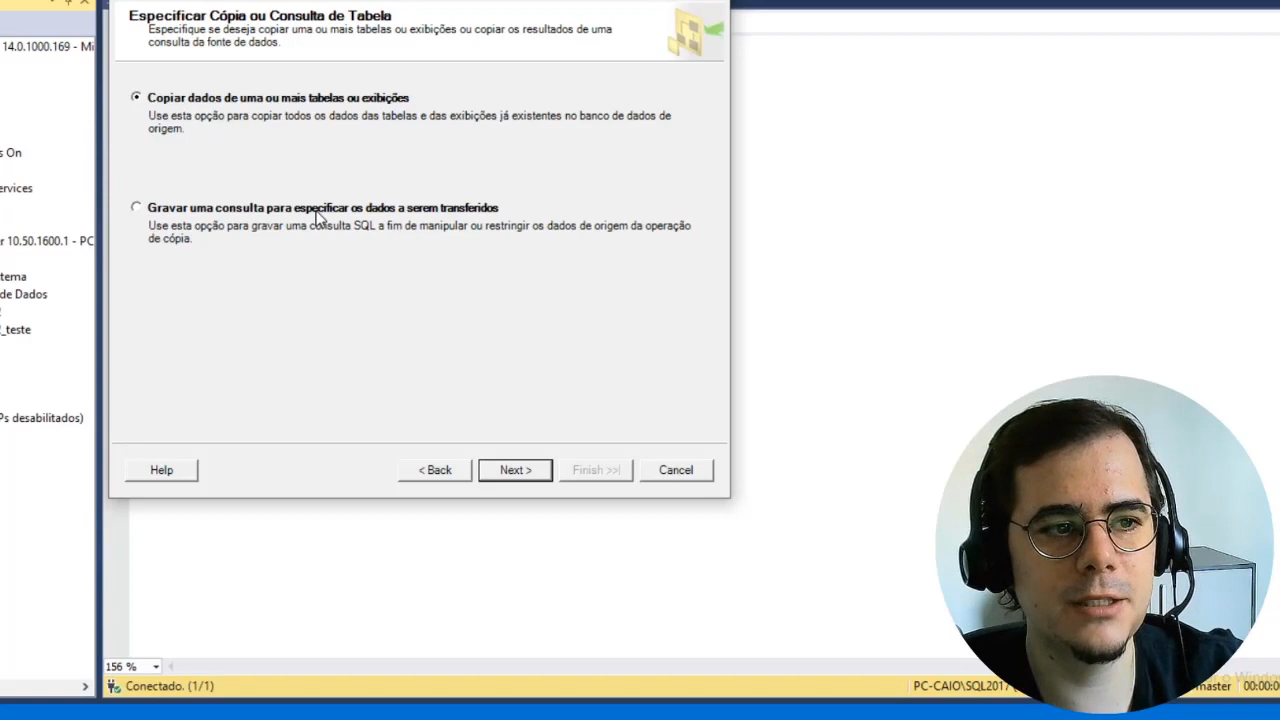 Especificar Cópia ou Consulta de Tabela
Especifique se deseja copiar uma ou mais tabelas ou exibições ou copiar os resultados de uma
consulta da fonte de dados.
14.0.1000.169 - Mi
Copiar dados de uma ou mais tabelas ou exibições
Use esta opção para copiar todos os dados das tabelas e das exibições já existentes no banco de dados de
origem.
s On
ervices
Gravar uma consulta para especificar os dados a serem transferidos
Use esta opção para gravar uma consulta SQL a fim de manipular ou restringir os dados de origem da operação
de cópia.
r 10.50.1600.1 - PC
tema
de Dados
_teste
Ps desabilitados)
Help
< Back
Next >
Finish >>|
Cancel
156 %
Conectado. (1/1)
PC-CAIO\SQL2017
master
00:00:0